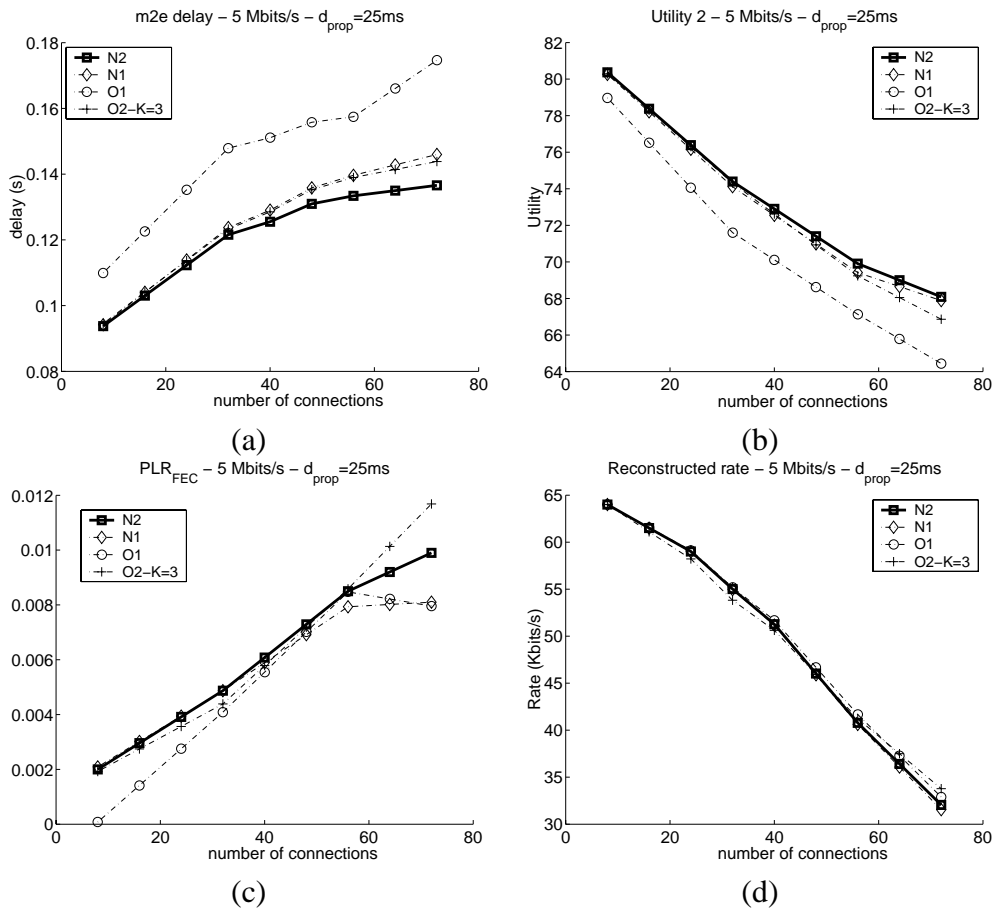 m2e delay – 5 Mbits/s – dprop=25ms
0.18
0.16
0.14
0.12
0.1
0.08
delay (s)
N2
N1
O1
O2–K=3
0 20 40 60 80
number of connections
(a)
Utility 2 – 5 Mbits/s – dprop=25ms
82
80
78
76
74
72
70
68
66
64
Utility
N2
N1
O1
O2–K=3
0 20 40 60 80
number of connections
(b)
PLRFEC – 5 Mbits/s – dprop=25ms
0.012
0.01
0.008
0.006
0.004
0.002
0
N2
N1
O1
O2–K=3
0 20 40 60 80
number of connections
(c)
Reconstructed rate – 5 Mbits/s – dprop=25ms
65
60
55
50
45
40
35
30
Rate (Kbits/s)
N2
N1
O1
O2–K=3
0 20 40 60 80
number of connections
(d)